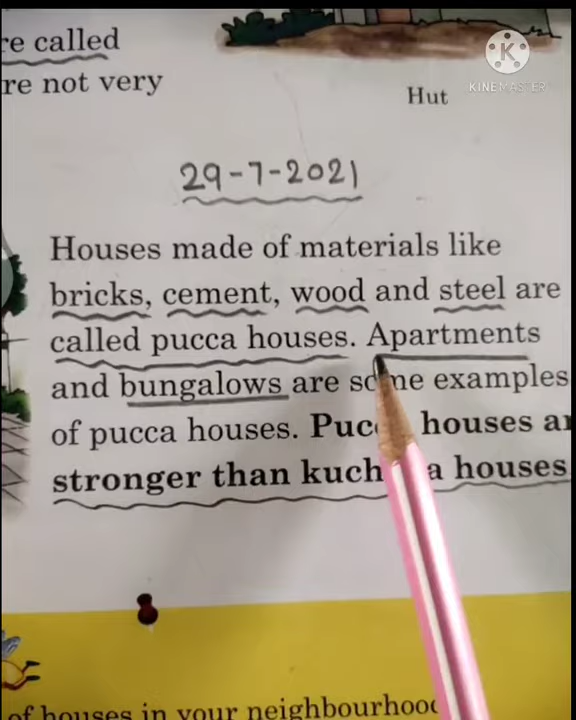 re called
re not very
Hut
K
KINEMASTER
29-7-2021
Houses made of materials like
bricks, cement, wood and steel are
called pucca houses. Apartments
and bungalows are some examples
of pucca houses. Pucca houses ar
stronger than kuchcha houses
of houses in your neighbourhood